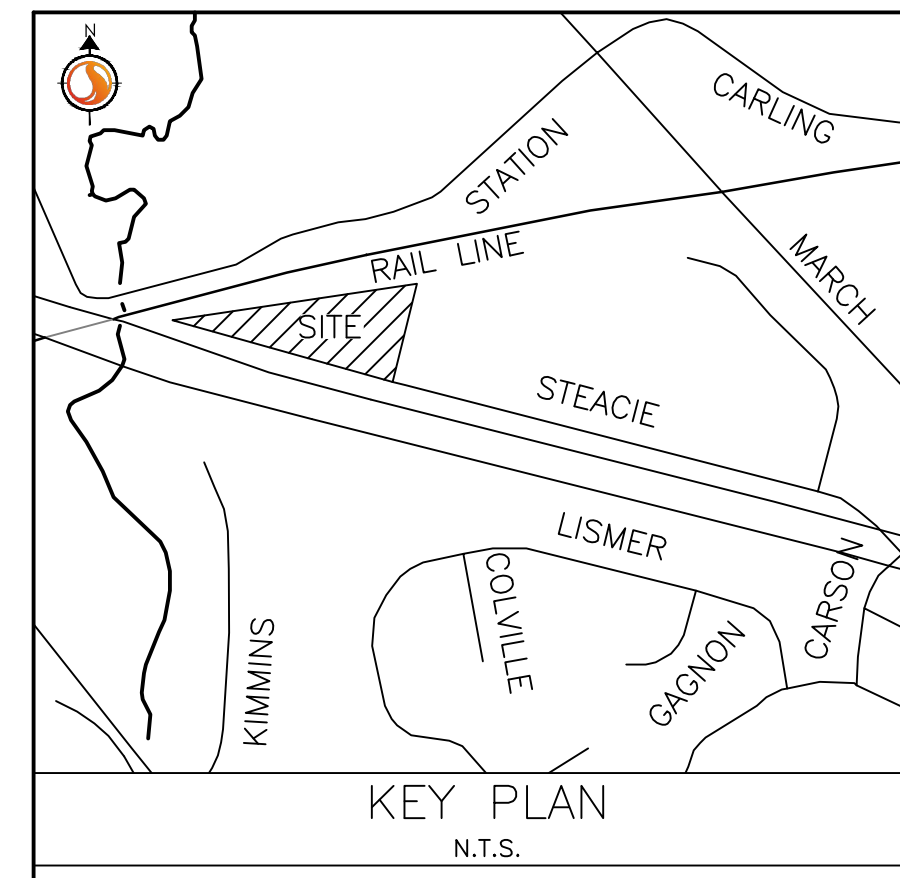 N
CARLING
STATION
RAIL LINE
MARCH
SITE
STEACIE
LISMER
CARSON
COLVILLE
KIMMINS
GAGNON
KEY PLAN
N.T.S.